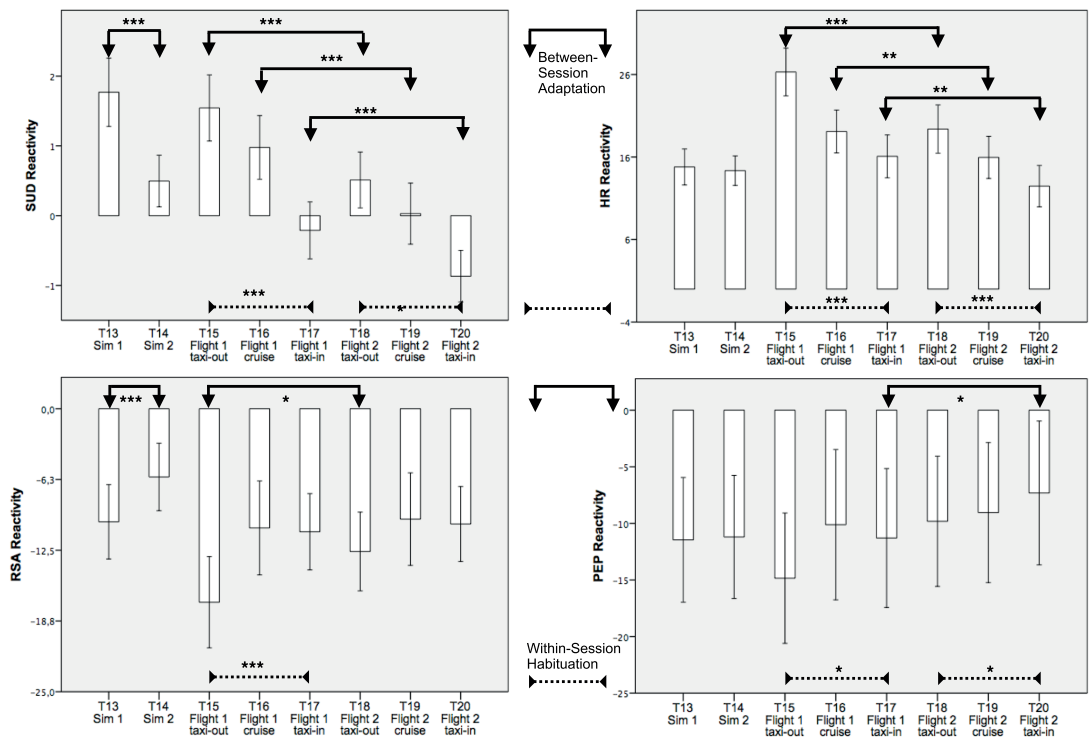 ***
***
***
***
SUD Reactivity
2
1
0
−1
***
*
T13 Sim 1
T14 Sim 2
T15 Flight 1 taxi-out
T16 Flight 1 cruise
T17 Flight 1 taxi-in
T18 Flight 2 taxi-out
T19 Flight 2 cruise
T20 Flight 2 taxi-in
Between-
Session
Adaptation
***
**
**
HR Reactivity
26
16
6
−4
***
***
T13 Sim 1
T14 Sim 2
T15 Flight 1 taxi-out
T16 Flight 1 cruise
T17 Flight 1 taxi-in
T18 Flight 2 taxi-out
T19 Flight 2 cruise
T20 Flight 2 taxi-in
***
*
RSA Reactivity
0,0
−6,3
−12,5
−18,8
−25,0
***
T13 Sim 1
T14 Sim 2
T15 Flight 1 taxi-out
T16 Flight 1 cruise
T17 Flight 1 taxi-in
T18 Flight 2 taxi-out
T19 Flight 2 cruise
T20 Flight 2 taxi-in
Within-Session
Habituation
*
PEP Reactivity
0
−5
−10
−15
−20
−25
*
*
T13 Sim 1
T14 Sim 2
T15 Flight 1 taxi-out
T16 Flight 1 cruise
T17 Flight 1 taxi-in
T18 Flight 2 taxi-out
T19 Flight 2 cruise
T20 Flight 2 taxi-in